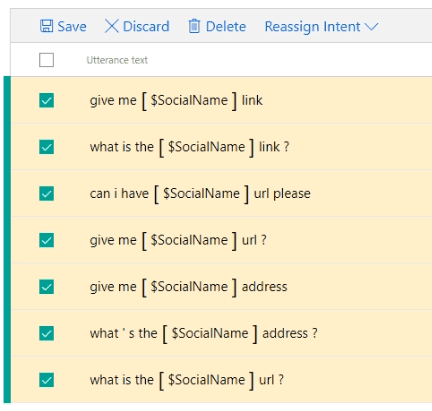 Save Discard Delete Reassign Intent
Utterance text
give me [ $SocialName ] link
what is the [ $SocialName ] link ?
can i have [ $SocialName ] url please
give me [ $SocialName ] url ?
give me [ $SocialName ] address
what ' s the [ $SocialName ] address ?
what is the [ $SocialName ] url ?